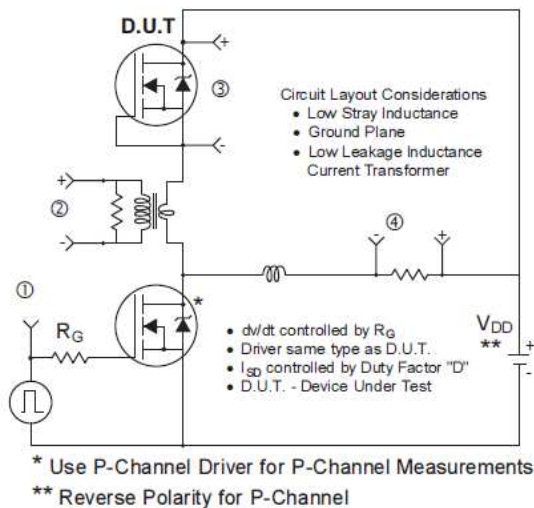 D.U.T
+
③
-
Circuit Layout Considerations
• Low Stray Inductance
• Ground Plane
• Low Leakage Inductance
Current Transformer
+
②
-
- ④ +
①
R_G
*
• dv/dt controlled by R_G
• Driver same type as D.U.T.
• I_SD controlled by Duty Factor "D"
• D.U.T. - Device Under Test
V_DD
**
+
-
* Use P-Channel Driver for P-Channel Measurements
** Reverse Polarity for P-Channel